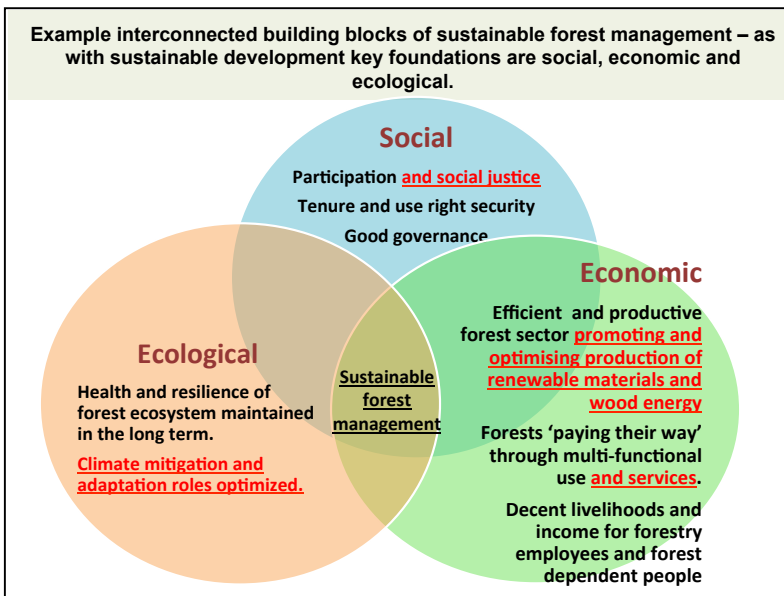 Example interconnected building blocks of sustainable forest management – as
with sustainable development key foundations are social, economic and
ecological.
Social
Participation and social justice
Tenure and use right security
Good governance
Economic
Efficient and productive
forest sector promoting and
optimising production of
renewable materials and
wood energy
Forests ‘paying their way’
through multi-functional
use and services.
Decent livelihoods and
income for forestry
employees and forest
dependent people
Ecological
Health and resilience of
forest ecosystem maintained
in the long term.
Climate mitigation and
adaptation roles optimized.
Sustainable
forest
management